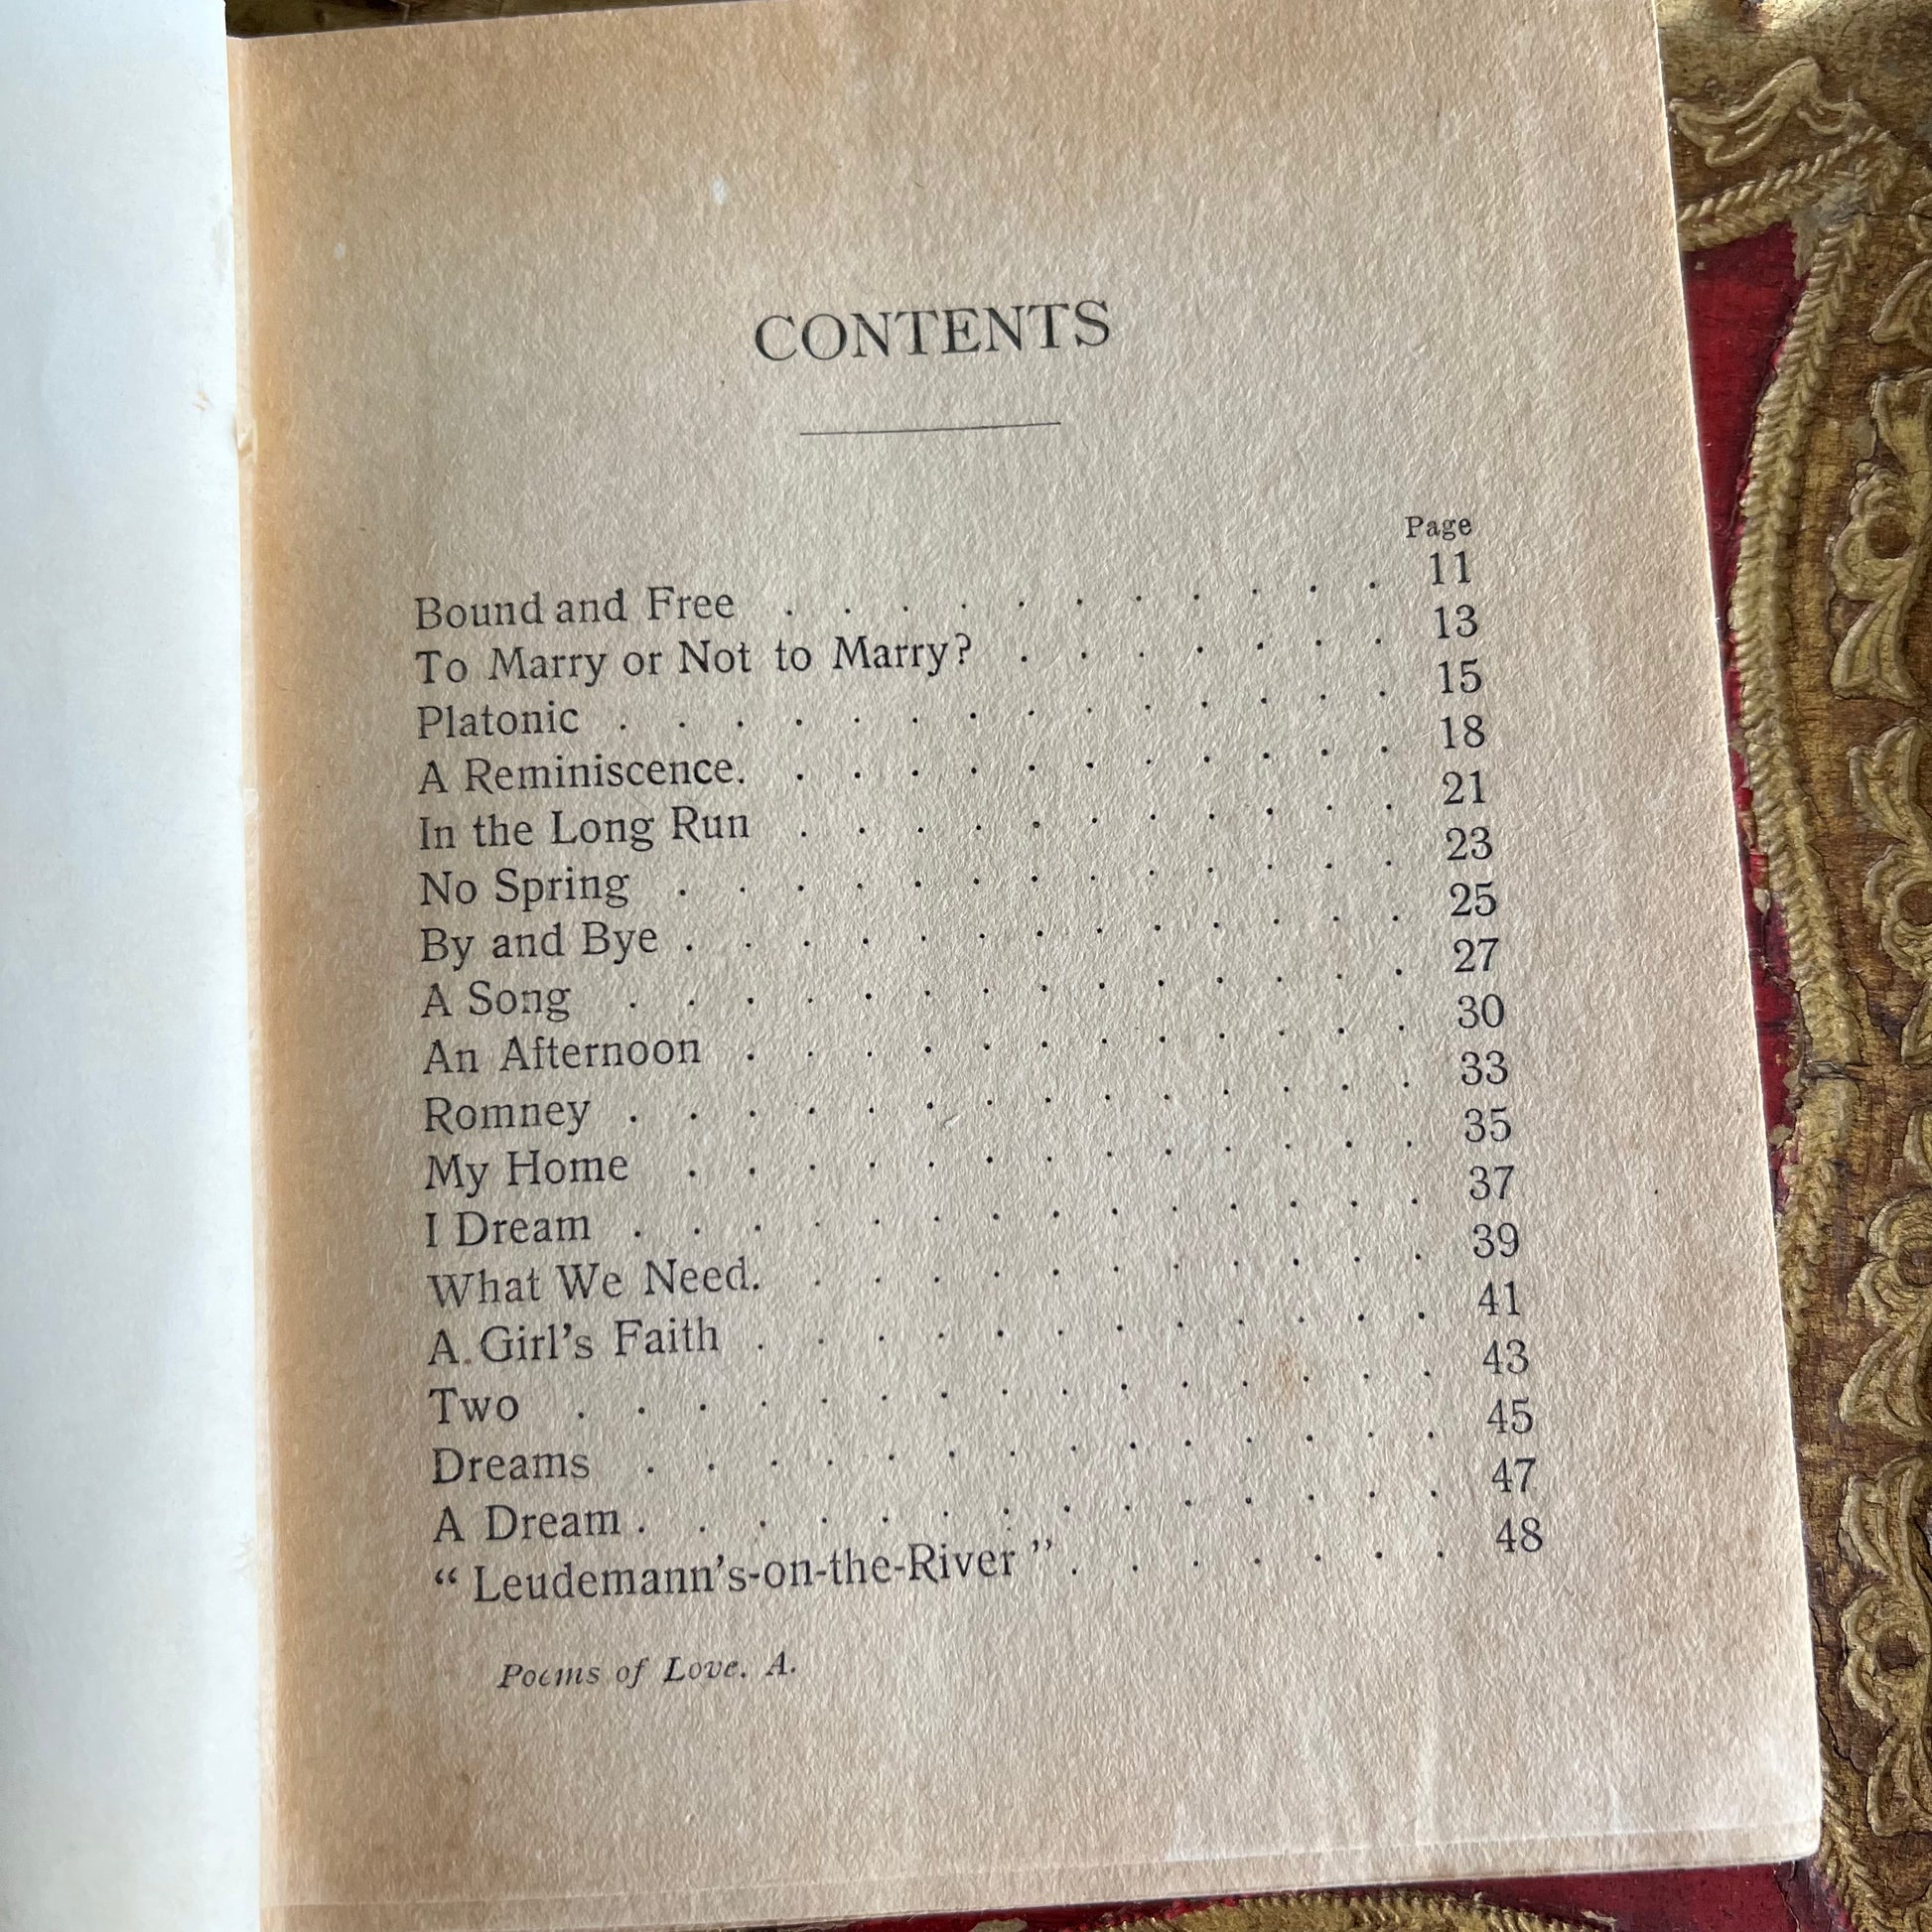 CONTENTS
Page
Bound and Free . . . . . . . . . . . 11
To Marry or Not to Marry? . . . . . . . 13
Platonic . . . . . . . . . . . . . . 15
A Reminiscence. . . . . . . . . . . . 18
In the Long Run . . . . . . . . . . . 21
No Spring . . . . . . . . . . . . . 23
By and Bye . . . . . . . . . . . . . 25
A Song . . . . . . . . . . . . . . 27
An Afternoon . . . . . . . . . . . . 30
Romney . . . . . . . . . . . . . . 33
My Home . . . . . . . . . . . . . 35
I Dream . . . . . . . . . . . . . . 37
What We Need. . . . . . . . . . . . 39
A Girl's Faith . . . . . . . . . . . . 41
Two . . . . . . . . . . . . . . . 43
Dreams . . . . . . . . . . . . . . 45
A Dream . . . . . . . . . . . . . . 47
“ Leudemann's-on-the-River ” . . . . . . . 48
Poems of Love. A.